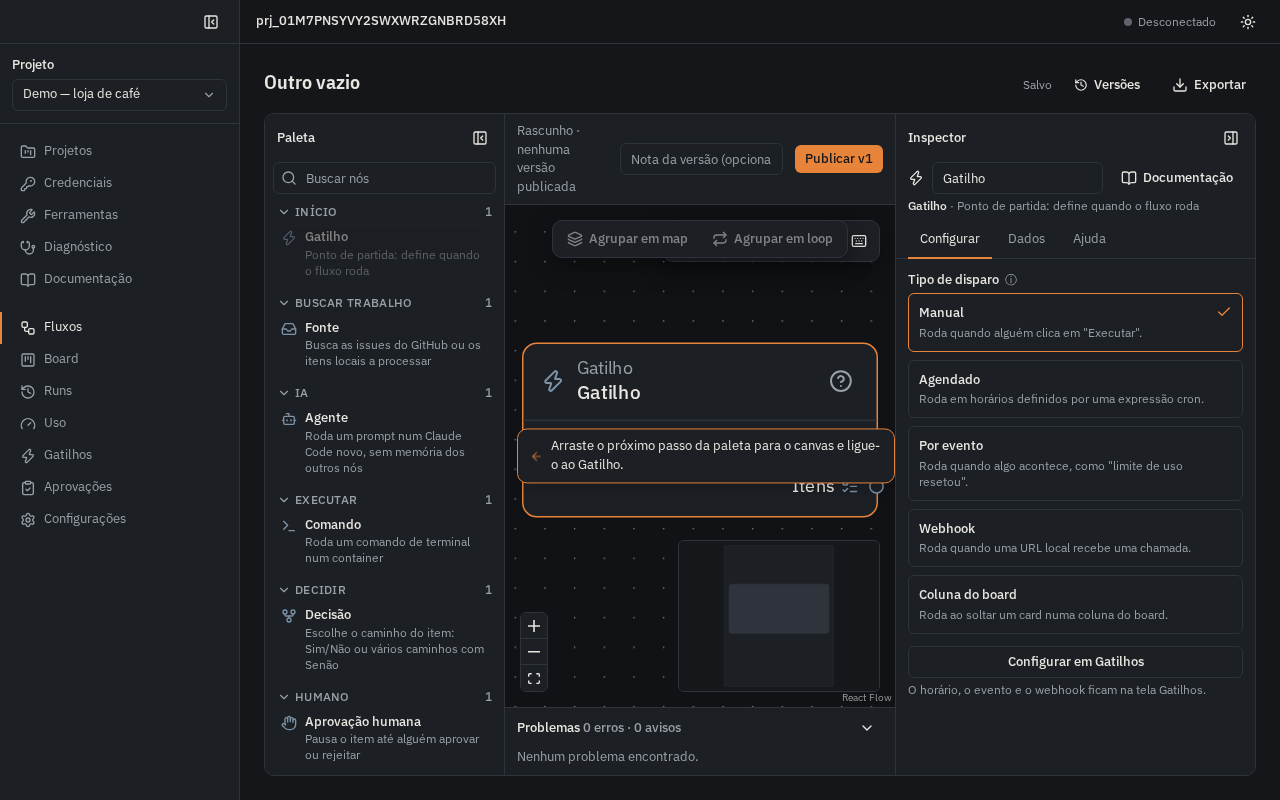 prj_01M7PNSYVY2SWXWRZGNBRD58XH
Desconectado
Projeto
Demo — loja de café
Projetos
Credenciais
Ferramentas
Diagnóstico
Documentação
Fluxos
Board
Runs
Uso
Gatilhos
Aprovações
Configurações
Outro vazio
Salvo
Versões
Exportar
Paleta
Buscar nós
INÍCIO 1
Gatilho
Ponto de partida: define quando
o fluxo roda
BUSCAR TRABALHO 1
Fonte
Busca as issues do GitHub ou os
itens locais a processar
IA 1
Agente
Roda um prompt num Claude
Code novo, sem memória dos
outros nós
EXECUTAR 1
Comando
Roda um comando de terminal
num container
DECIDIR 1
Decisão
Escolhe o caminho do item:
Sim/Não ou vários caminhos com
Senão
HUMANO 1
Aprovação humana
Pausa o item até alguém aprovar
ou rejeitar
Rascunho ·
nenhuma
versão
publicada
Nota da versão (opciona
Publicar v1
Agrupar em map
Agrupar em loop
Gatilho
Gatilho
Arraste o próximo passo da paleta para o canvas e ligue-
o ao Gatilho.
Itens
React Flow
Problemas 0 erros · 0 avisos
Nenhum problema encontrado.
Inspector
Gatilho
Documentação
Gatilho · Ponto de partida: define quando o fluxo roda
Configurar
Dados
Ajuda
Tipo de disparo
Manual
Roda quando alguém clica em "Executar".
Agendado
Roda em horários definidos por uma expressão cron.
Por evento
Roda quando algo acontece, como "limite de uso
resetou".
Webhook
Roda quando uma URL local recebe uma chamada.
Coluna do board
Roda ao soltar um card numa coluna do board.
Configurar em Gatilhos
O horário, o evento e o webhook ficam na tela Gatilhos.